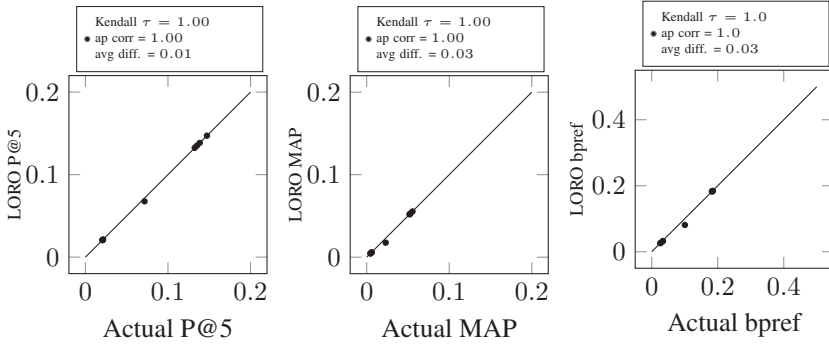 Kendall τ = 1.00
ap corr = 1.00
avg diff. = 0.01
0.2
0.1
0
LORO P@5
0 0.1 0.2
Actual P@5
Kendall τ = 1.00
ap corr = 1.00
avg diff. = 0.03
0.2
0.1
0
LORO MAP
0 0.1 0.2
Actual MAP
Kendall τ = 1.0
ap corr = 1.0
avg diff. = 0.03
0.4
0.2
0
LORO bpref
0 0.2 0.4
Actual bpref